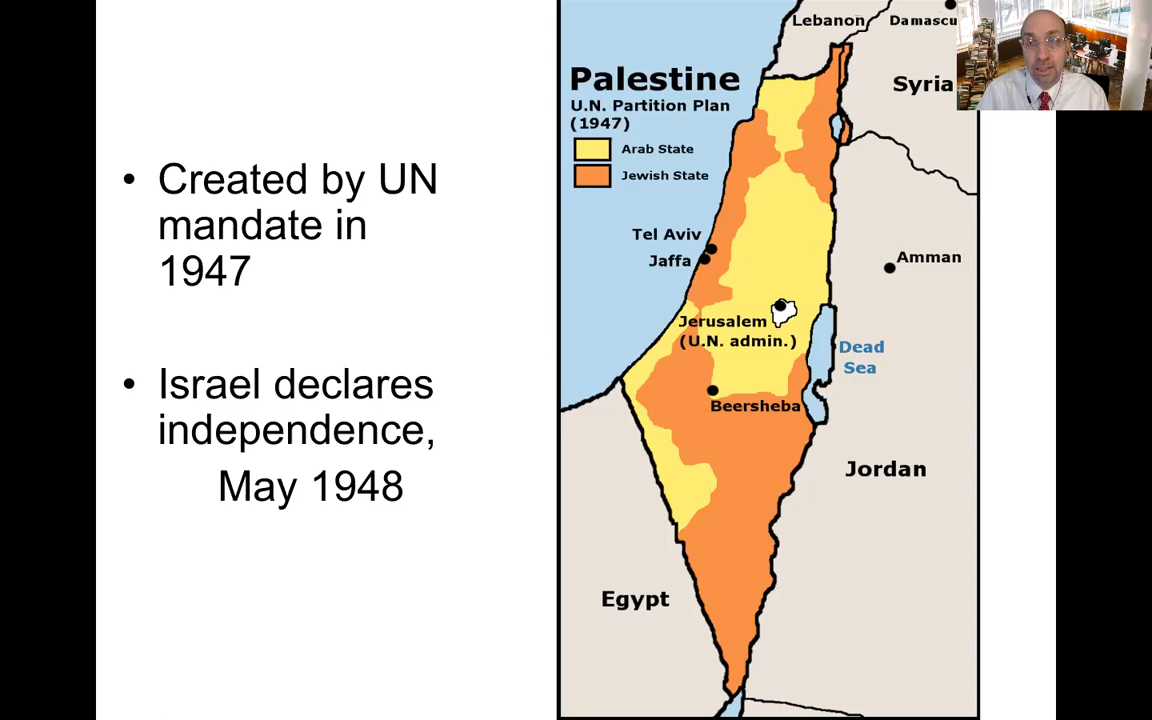 • Created by UN
mandate in
1947
• Israel declares
independence,
May 1948
Palestine
U.N. Partition Plan
(1947)
Arab State
Jewish State
Lebanon
Damascu
Syria
Tel Aviv
Jaffa
Amman
Jerusalem
(U.N. admin.)
Dead
Sea
Beersheba
Jordan
Egypt